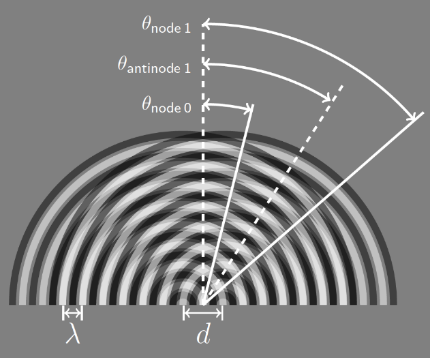 θnode 1
θantinode 1
θnode 0
λ
d